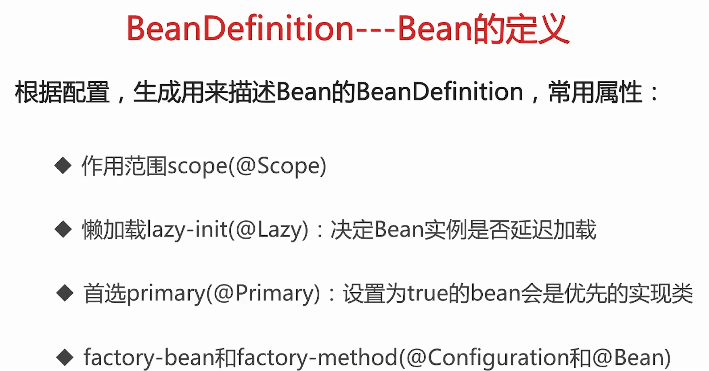 BeanDefinition---Bean的定义
根据配置，生成用来描述Bean的BeanDefinition，常用属性：
◆ 作用范围scope(@Scope)
◆ 懒加载lazy-init(@Lazy)：决定Bean实例是否延迟加载
◆ 首选primary(@Primary)：设置为true的bean会是优先的实现类
◆ factory-bean和factory-method(@Configuration和@Bean)